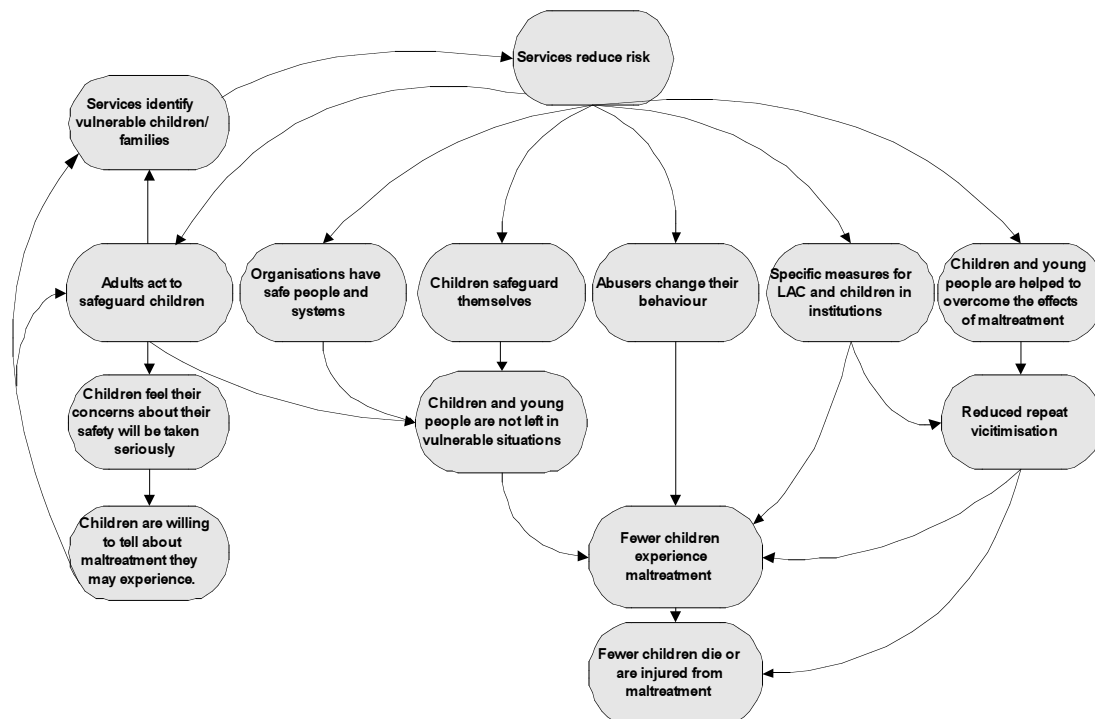 Services reduce risk
Services identify
vulnerable children/
families
Adults act to
safeguard children
Organisations have
safe people and
systems
Children safeguard
themselves
Abusers change their
behaviour
Specific measures for
LAC and children in
institutions
Children and young
people are helped to
overcome the effects
of maltreatment
Children feel their
concerns about their
safety will be taken
seriously
Children and young
people are not left in
vulnerable situations
Reduced repeat
vicitimisation
Children are willing
to tell about
maltreatment they
may experience.
Fewer children
experience
maltreatment
Fewer children die or
are injured from
maltreatment